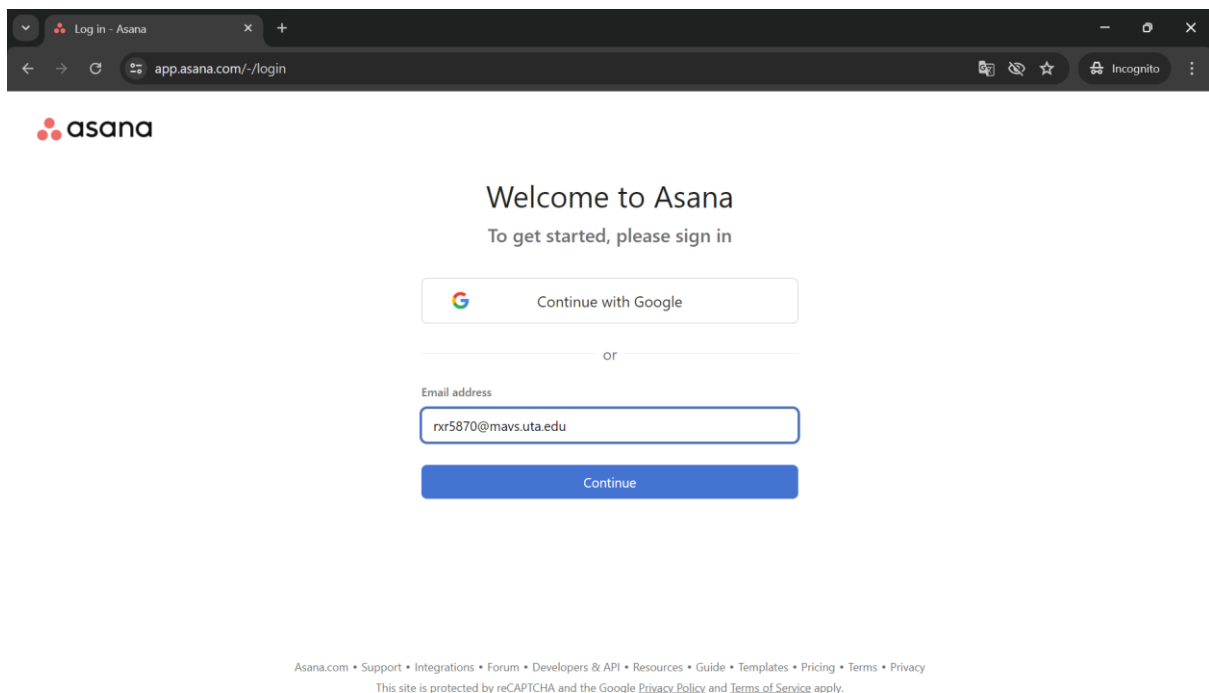 Log in - Asana
app.asana.com/-/login
Incognito
asana
Welcome to Asana
To get started, please sign in
Continue with Google
or
Email address
rxr5870@mavs.uta.edu
Continue
Asana.com • Support • Integrations • Forum • Developers & API • Resources • Guide • Templates • Pricing • Terms • Privacy
This site is protected by reCAPTCHA and the Google Privacy Policy and Terms of Service apply.